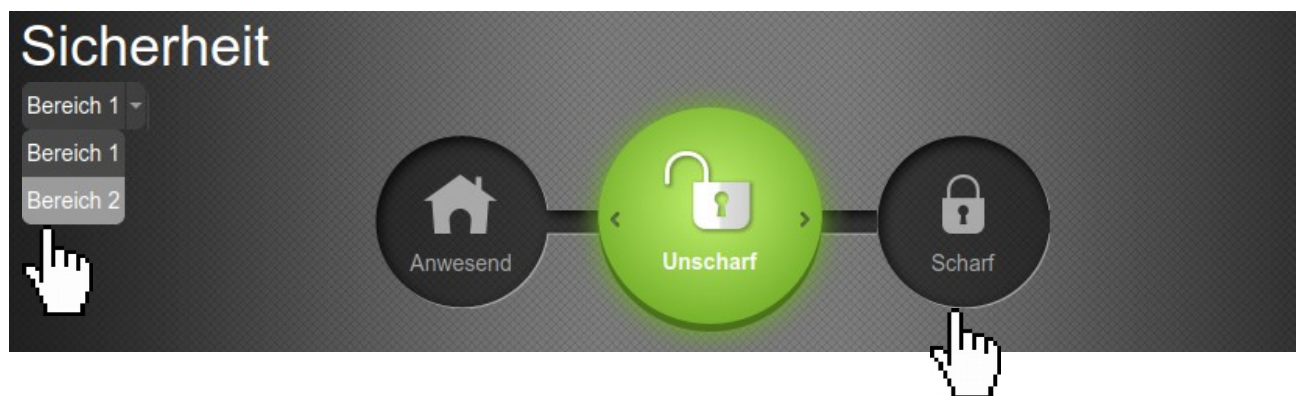 Sicherheit
Bereich 1
Bereich 1
Bereich 2
Anwesend
Unscharf
Scharf